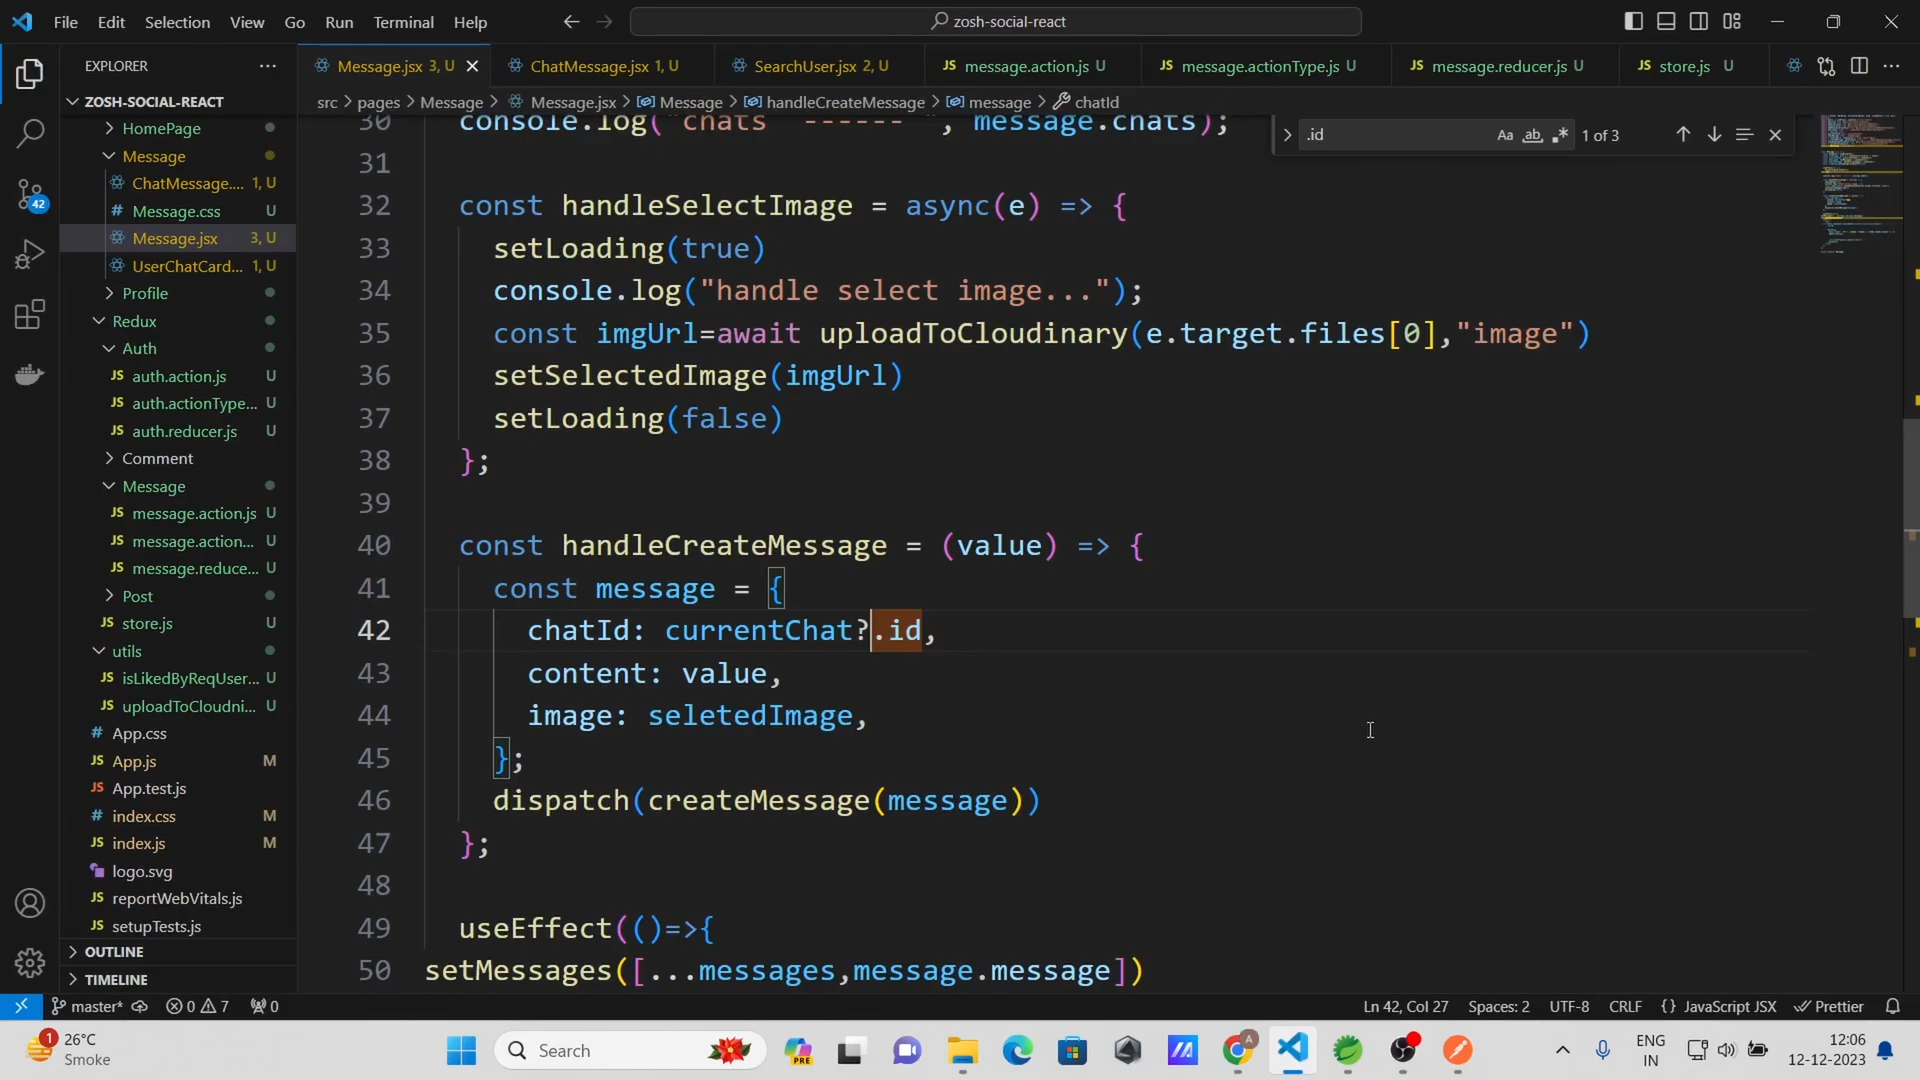 File Edit Selection View Go Run Terminal Help
zosh-social-react
EXPLORER
ZOSH-SOCIAL-REACT
HomePage
Message
ChatMessage.... 1, U
Message.css U
Message.jsx 3, U
UserChatCard... 1, U
Profile
Redux
Auth
auth.action.js U
auth.actionType... U
auth.reducer.js U
Comment
Message
message.action.js U
message.action... U
message.reduce... U
Post
store.js U
utils
isLikedByReqUser... U
uploadToCloudni... U
App.css
App.js M
App.test.js
index.css M
index.js M
logo.svg
reportWebVitals.js
setupTests.js
OUTLINE
TIMELINE
42
Message.jsx 3, U
ChatMessage.jsx 1, U
SearchUser.jsx 2, U
message.action.js U
message.actionType.js U
message.reducer.js U
store.js U
src > pages > Message > Message.jsx > Message > handleCreateMessage > message > chatId
.id
1 of 3
30 console.log("chats ------ ", message.chats);
31
32 const handleSelectImage = async(e) => {
33 setLoading(true)
34 console.log("handle select image...");
35 const imgUrl=await uploadToCloudinary(e.target.files[0],"image")
36 setSelectedImage(imgUrl)
37 setLoading(false)
38 };
39
40 const handleCreateMessage = (value) => {
41 const message = {
42 chatId: currentChat?.id,
43 content: value,
44 image: seletedImage,
45 };
46 dispatch(createMessage(message))
47 };
48
49 useEffect(()=>{
50 setMessages([...messages,message.message])
master* 0 7 0
Ln 42, Col 27 Spaces: 2 UTF-8 CRLF {} JavaScript JSX Prettier
1
26°C
Smoke
Search
PRE
A
ENG
IN
12:06
12-12-2023